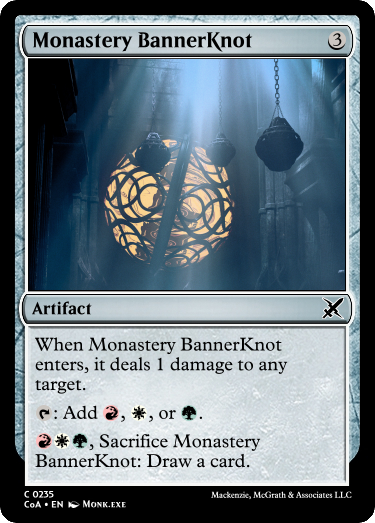 Monastery BannerKnot 3
Artifact
When Monastery BannerKnot
enters, it deals 1 damage to any
target.
: Add , , or .
, Sacrifice Monastery
BannerKnot: Draw a card.
C 0235
CoA • EN Monk.exe
Mackenzie, McGrath & Associates LLC